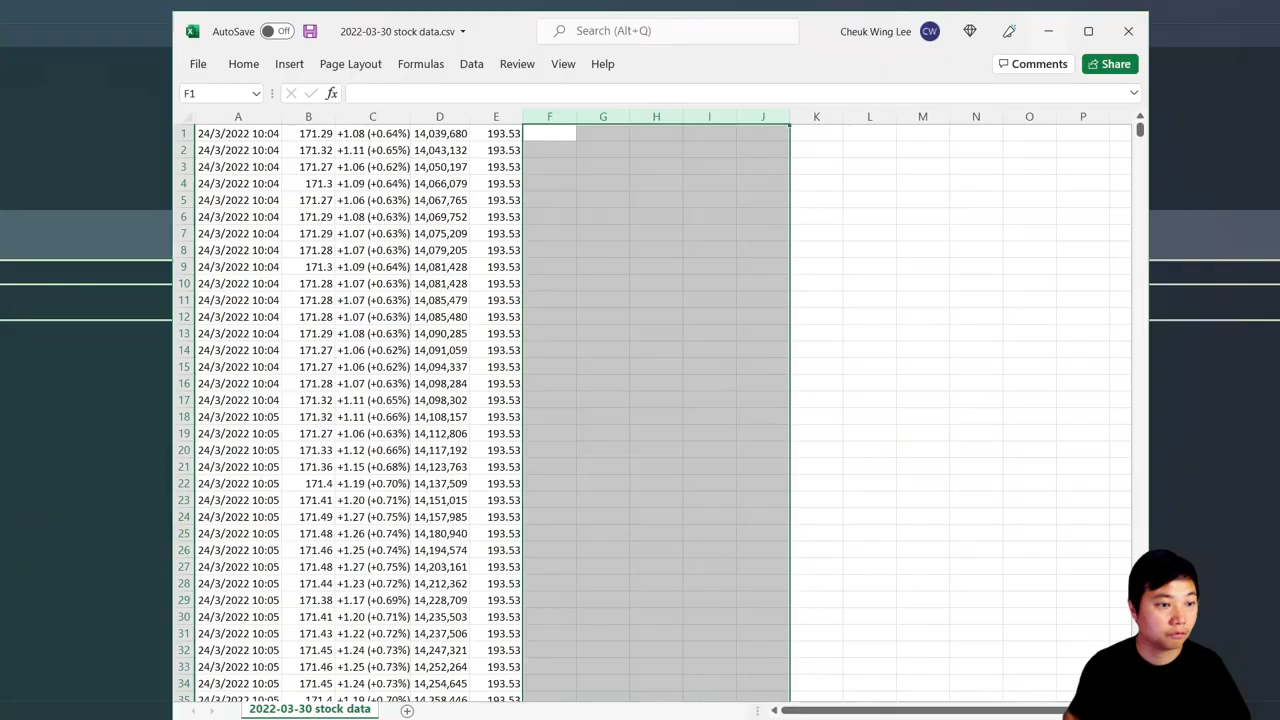 AutoSave Off 2022-03-30 stock data.csv Search (Alt+Q) Cheuk Wing Lee CW
File Home Insert Page Layout Formulas Data Review View Help Comments Share
F1 fx
A B C D E F G H I J K L M N O P
1 24/3/2022 10:04 171.29 +1.08 (+0.64%) 14,039,680 193.53
2 24/3/2022 10:04 171.32 +1.11 (+0.65%) 14,043,132 193.53
3 24/3/2022 10:04 171.27 +1.06 (+0.62%) 14,050,197 193.53
4 24/3/2022 10:04 171.3 +1.09 (+0.64%) 14,066,079 193.53
5 24/3/2022 10:04 171.27 +1.06 (+0.63%) 14,067,765 193.53
6 24/3/2022 10:04 171.29 +1.08 (+0.63%) 14,069,752 193.53
7 24/3/2022 10:04 171.29 +1.07 (+0.63%) 14,075,209 193.53
8 24/3/2022 10:04 171.28 +1.07 (+0.63%) 14,079,205 193.53
9 24/3/2022 10:04 171.3 +1.09 (+0.64%) 14,081,428 193.53
10 24/3/2022 10:04 171.28 +1.07 (+0.63%) 14,081,428 193.53
11 24/3/2022 10:04 171.28 +1.07 (+0.63%) 14,085,479 193.53
12 24/3/2022 10:04 171.28 +1.07 (+0.63%) 14,085,480 193.53
13 24/3/2022 10:04 171.29 +1.08 (+0.63%) 14,090,285 193.53
14 24/3/2022 10:04 171.27 +1.06 (+0.62%) 14,091,059 193.53
15 24/3/2022 10:04 171.27 +1.06 (+0.62%) 14,094,337 193.53
16 24/3/2022 10:04 171.28 +1.07 (+0.63%) 14,098,284 193.53
17 24/3/2022 10:04 171.32 +1.11 (+0.65%) 14,098,302 193.53
18 24/3/2022 10:05 171.32 +1.11 (+0.66%) 14,108,157 193.53
19 24/3/2022 10:05 171.27 +1.06 (+0.63%) 14,112,806 193.53
20 24/3/2022 10:05 171.33 +1.12 (+0.66%) 14,117,192 193.53
21 24/3/2022 10:05 171.36 +1.15 (+0.68%) 14,123,763 193.53
22 24/3/2022 10:05 171.4 +1.19 (+0.70%) 14,137,509 193.53
23 24/3/2022 10:05 171.41 +1.20 (+0.71%) 14,151,015 193.53
24 24/3/2022 10:05 171.49 +1.27 (+0.75%) 14,157,985 193.53
25 24/3/2022 10:05 171.48 +1.26 (+0.74%) 14,180,940 193.53
26 24/3/2022 10:05 171.46 +1.25 (+0.74%) 14,194,574 193.53
27 24/3/2022 10:05 171.48 +1.27 (+0.75%) 14,203,161 193.53
28 24/3/2022 10:05 171.44 +1.23 (+0.72%) 14,212,362 193.53
29 24/3/2022 10:05 171.38 +1.17 (+0.69%) 14,228,709 193.53
30 24/3/2022 10:05 171.41 +1.20 (+0.71%) 14,235,503 193.53
31 24/3/2022 10:05 171.43 +1.22 (+0.72%) 14,237,506 193.53
32 24/3/2022 10:05 171.45 +1.24 (+0.73%) 14,247,321 193.53
33 24/3/2022 10:05 171.46 +1.25 (+0.73%) 14,252,264 193.53
34 24/3/2022 10:05 171.45 +1.24 (+0.73%) 14,254,645 193.53
35 24/3/2022 10:05 171.4 +1.19 (+0.70%) 14,258,446 193.53
2022-03-30 stock data